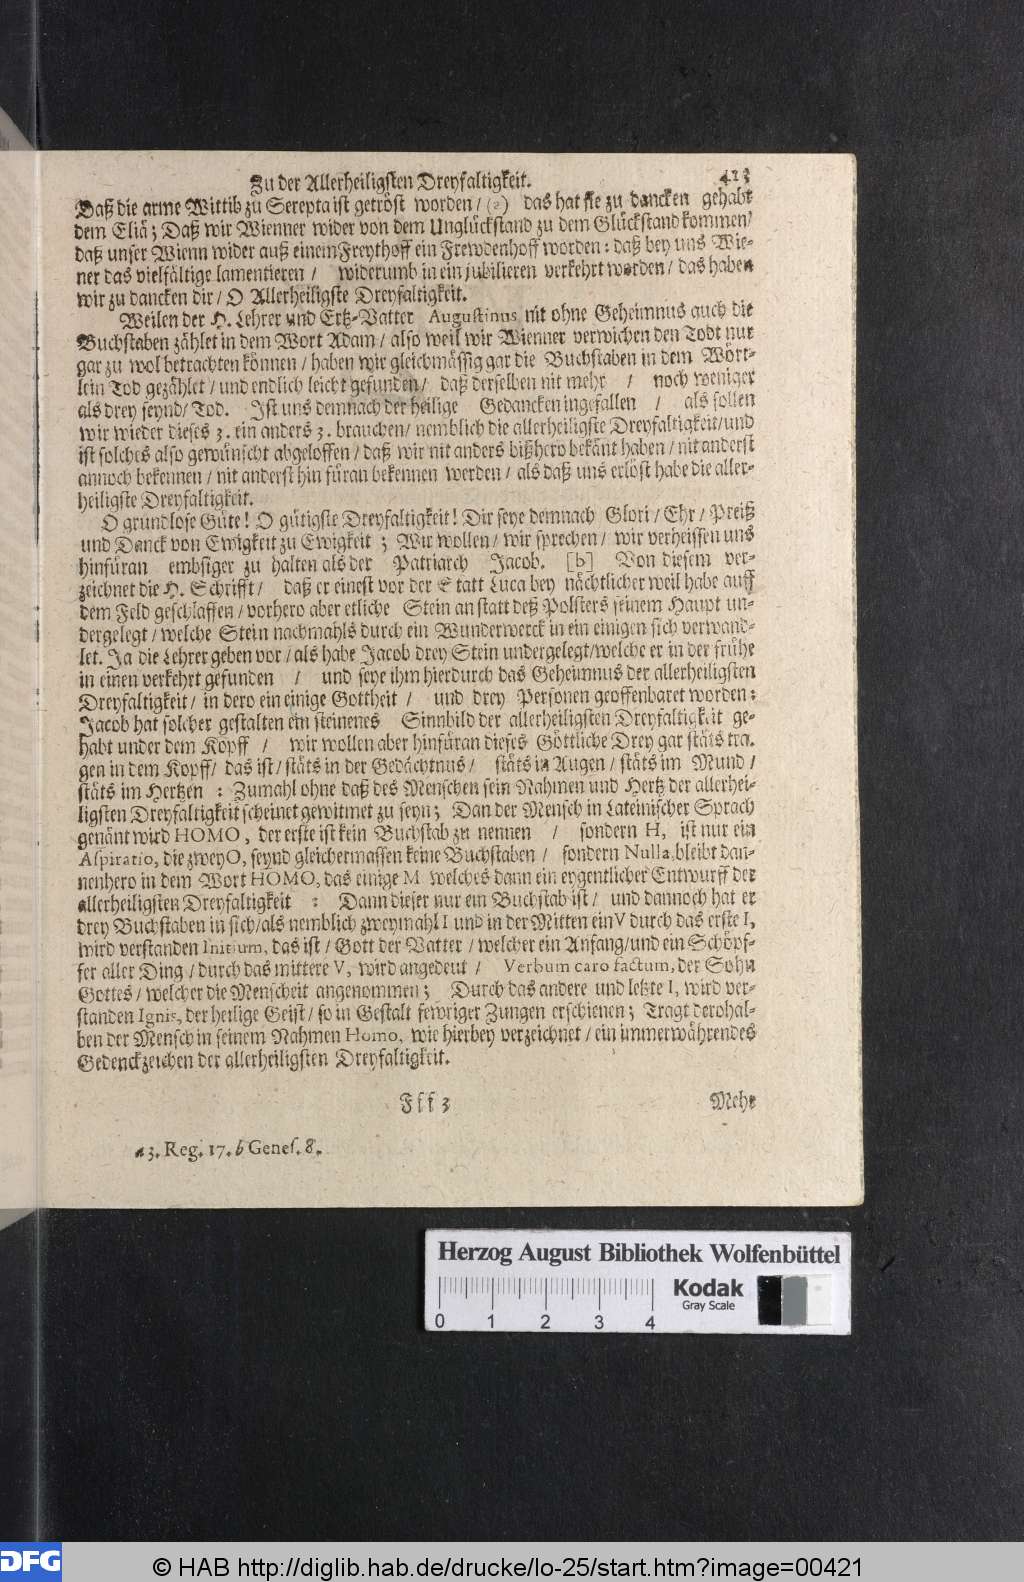 Zu der Allerheiligsten Dreyfaltigkeit. 413
Daß die arme Wittib zu Serepta ist getröst worden / (a) das hat sie zu dancken gehabt
dem Eliä; Daß wir Wienner wider von dem Unglückstand zu dem Glückstand kommen /
daß unser Wienn wider auß einem Freythoff ein Frewdenhoff worden: daß bey uns Wie-
ner das vielfältige lamentieren / widerumb in ein jubilieren verkehrt worden / das haben
wir zu dancken dir / O Allerheiligste Dreyfaltigkeit.
Weilen der H. Lehrer und Ertz-Vatter Augustinus nit ohne Geheimnus auch die
Buchstaben zählet in dem Wort Adam / also weil wir Wienner verwichen den Todt nur
gar zu wol betrachten können / haben wir gleichmässig gar die Buchstaben in dem Wört-
lein Tod gezählet / und endlich leicht gefunden / daß derselben nit mehr / noch weniger
als drey seynd / Tod. Ist uns demnach der heilige Gedancken ingefallen / als sollen
wir wieder dieses 3. ein anders 3. brauchen / nemblich die allerheiligste Dreyfaltigkeit / und
ist solches also gewünscht abgeloffen / daß wir nit anders bißhero bekänt haben / nit anderst
annoch bekennen / nit anderst hin füran bekennen werden / als daß uns erlöst habe die aller-
heiligste Dreyfaltigkeit.
O grundlose Güte! O gütigste Dreyfaltigkeit! Dir seye demnach Glori / Ehr / Preiß
und Danck von Ewigkeit zu Ewigkeit; Wir wollen / wir sprechen / wir verheissen uns
hinfüran embsiger zu halten als der Patriarch Jacob. [b] Von diesem ver-
zeichnet die H. Schrifft / daß er einest vor der Statt Luca bey nächtlicher weil habe auff
dem Feld geschlaffen / vorhero aber etliche Stein an statt deß Polsters seinem Haupt un-
dergelegt / welche Stein nachmahls durch ein Wunderwerck in ein einigen sich verwand-
let. Ja die Lehrer geben vor / als habe Jacob drey Stein undergelegt / welche er in der frühe
in einen verkehrt gefunden / und seye ihm hierdurch das Geheimnus der allerheiligsten
Dreyfaltigkeit / in dero ein einige Gottheit / und drey Personen geoffenbaret worden:
Jacob hat solcher gestalten ein steinenes Sinnbild der allerheiligsten Dreyfaltigkeit ge-
habt under dem Kopff / wir wollen aber hinfüran dieses Göttliche Drey gar stäts tra-
gen in dem Kopff / das ist / stäts in der Gedächtnus / stäts in Augen / stäts im Mund /
stäts im Hertzen: Zumahl ohne daß des Menschen sein Nahmen und Hertz der allerhei-
ligsten Dreyfaltigkeit scheinet gewitmet zu seyn; Dan der Mensch in Lateinischer Sprach
genänt wird HOMO, der erste ist kein Buchstab zu nennen / sondern H, ist nur ein
Aspiratio, die zwey O, seynd gleichermassen keine Buchstaben / sondern Nulla, bleibt dan-
nenhero in dem Wort HOMO, das einige M welches dann ein eygentlicher Entwurff der
allerheiligsten Dreyfaltigkeit: Dann dieser nur ein Buchstab ist / und dannoch hat er
drey Buchstaben in sich / als nemblich zweymahl I und in der Mitten ein V durch das erste I,
wird verstanden Initium, das ist / Gott der Vatter / welcher ein Anfang / und ein Schöpf-
fer aller Ding / durch das mittere V, wird angedeut / Verbum caro factum, der Sohn
Gottes / welcher die Menscheit angenommen; Durch das andere und letzte I, wird ver-
standen Ignis, der heilige Geist / so in Gestalt fewriger Zungen erschienen; Tragt derohal-
ben der Mensch in seinem Nahmen Homo, wie hierbey verzeichnet / ein immerwährendes
Gedenckzeichen der allerheiligsten Dreyfaltigkeit.
Fff 3 Mehr
a 3. Reg. 17. b Genes. 8.
Herzog August Bibliothek Wolfenbüttel
Kodak
Gray Scale
0 1 2 3 4
DFG © HAB http://diglib.hab.de/drucke/lo-25/start.htm?image=00421